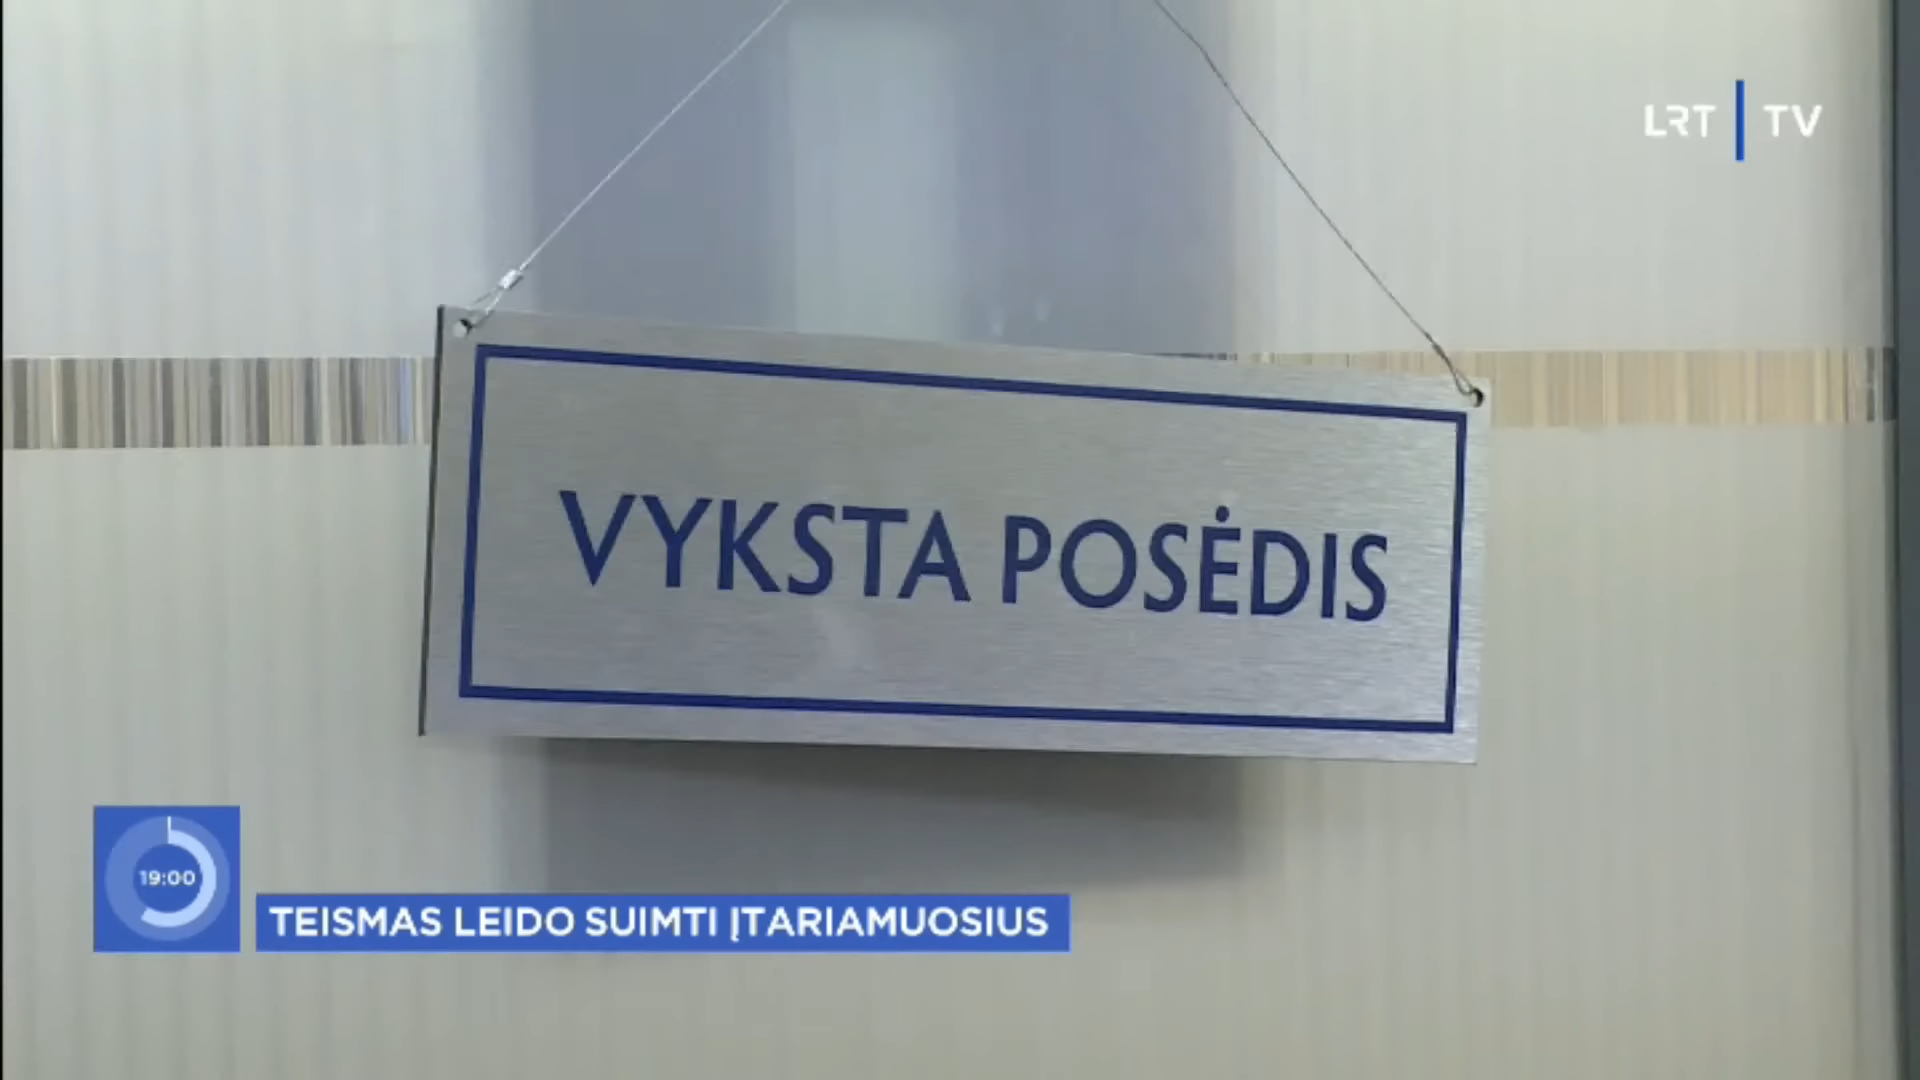 LRT | TV
VYKSTA POSĖDIS
19:00
TEISMAS LEIDO SUIMTI ĮTARIAMUOSIUS